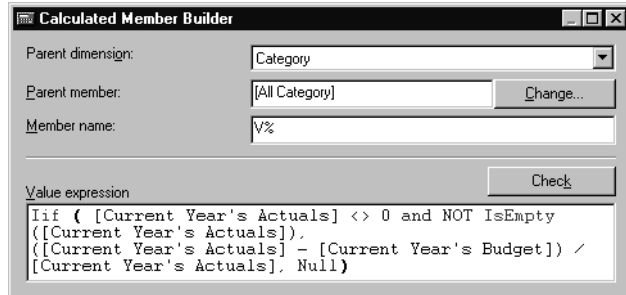 Calculated Member Builder
Parent dimension:
Category
Parent member:
[All Category]
Change...
Member name:
V%
Check
Value expression
Iif ( [Current Year's Actuals] <> 0 and NOT IsEmpty
([Current Year's Actuals]),
([Current Year's Actuals] - [Current Year's Budget]) /
[Current Year's Actuals], Null)